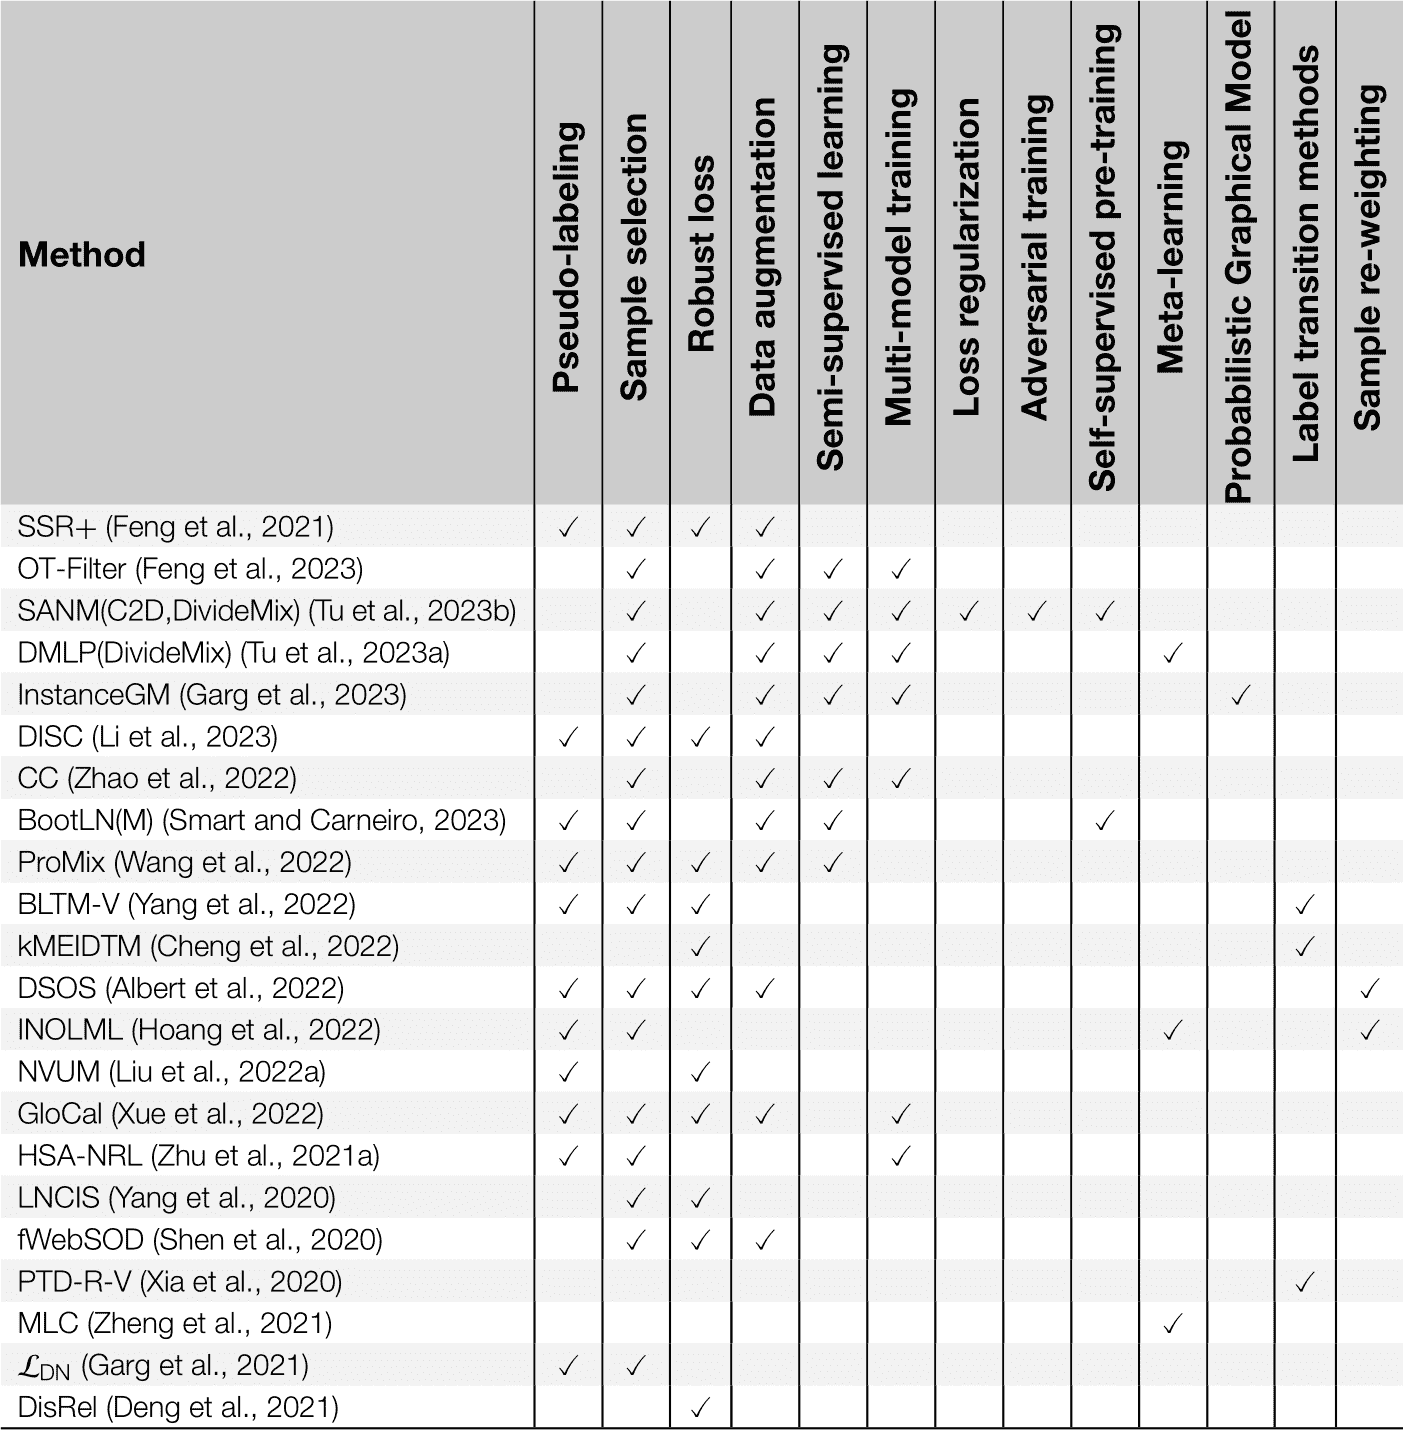 Method
Pseudo-labeling
Sample selection
Robust loss
Data augmentation
Semi-supervised learning
Multi-model training
Loss regularization
Adversarial training
Self-supervised pre-training
Meta-learning
Probabilistic Graphical Model
Label transition methods
Sample re-weighting
SSR+ (Feng et al., 2021) ✓ ✓ ✓ ✓
OT-Filter (Feng et al., 2023) ✓ ✓ ✓ ✓
SANM(C2D,DivideMix) (Tu et al., 2023b) ✓ ✓ ✓ ✓ ✓ ✓ ✓
DMLP(DivideMix) (Tu et al., 2023a) ✓ ✓ ✓ ✓ ✓
InstanceGM (Garg et al., 2023) ✓ ✓ ✓ ✓ ✓
DISC (Li et al., 2023) ✓ ✓ ✓ ✓
CC (Zhao et al., 2022) ✓ ✓ ✓ ✓
BootLN(M) (Smart and Carneiro, 2023) ✓ ✓ ✓ ✓ ✓
ProMix (Wang et al., 2022) ✓ ✓ ✓ ✓ ✓
BLTM-V (Yang et al., 2022) ✓ ✓ ✓ ✓
kMEIDTM (Cheng et al., 2022) ✓ ✓
DSOS (Albert et al., 2022) ✓ ✓ ✓ ✓ ✓
INOLML (Hoang et al., 2022) ✓ ✓ ✓ ✓
NVUM (Liu et al., 2022a) ✓ ✓
GloCal (Xue et al., 2022) ✓ ✓ ✓ ✓ ✓
HSA-NRL (Zhu et al., 2021a) ✓ ✓ ✓
LNCIS (Yang et al., 2020) ✓ ✓
fWebSOD (Shen et al., 2020) ✓ ✓ ✓
PTD-R-V (Xia et al., 2020) ✓
MLC (Zheng et al., 2021) ✓
ℒDN (Garg et al., 2021) ✓ ✓
DisRel (Deng et al., 2021) ✓